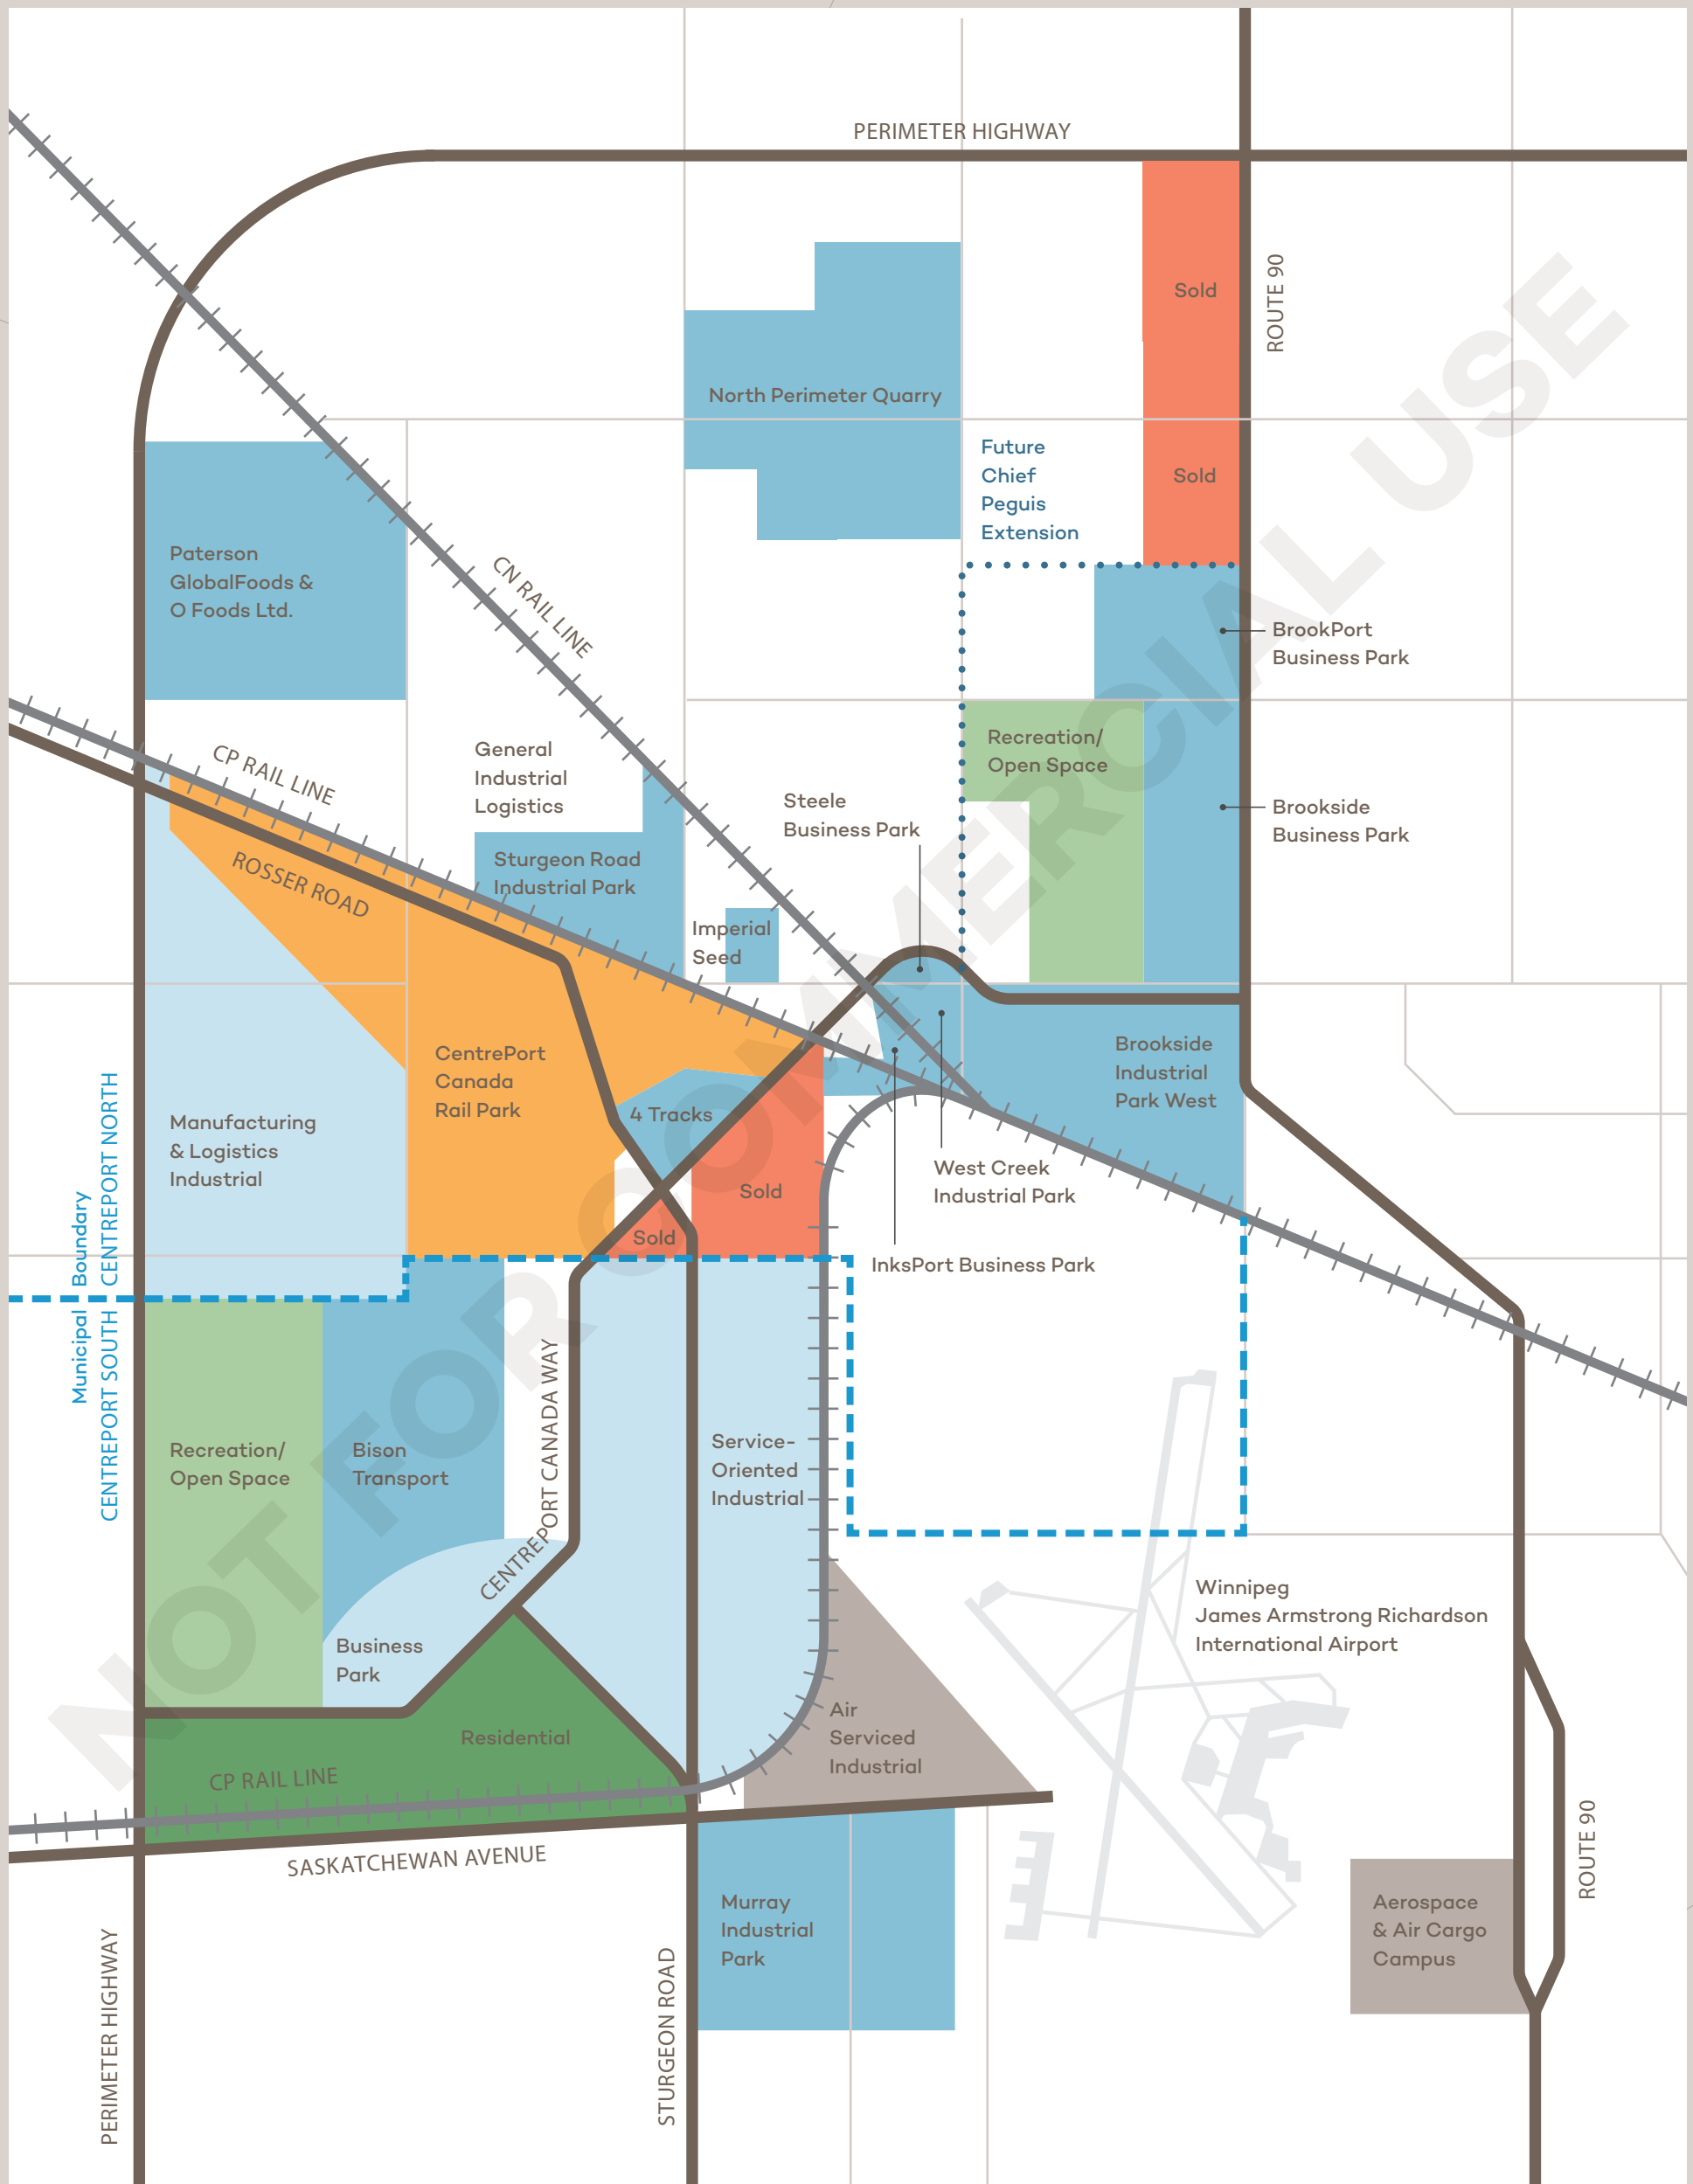 PERIMETER HIGHWAY
Sold
ROUTE 90
North Perimeter Quarry
Future
Chief
Peguis
Extension
Sold
Paterson
GlobalFoods &
O Foods Ltd.
CN RAIL LINE
BrookPort
Business Park
CP RAIL LINE
General
Industrial
Logistics
Recreation/
Open Space
Steele
Business Park
Brookside
Business Park
ROSSER ROAD
Sturgeon Road
Industrial Park
Imperial
Seed
CentrePort
Canada
Rail Park
Brookside
Industrial
Park West
4 Tracks
Manufacturing
& Logistics
Industrial
West Creek
Industrial Park
Sold
Sold
InksPort Business Park
Municipal Boundary
CENTREPORT SOUTH CENTREPORT NORTH
Recreation/
Open Space
Bison
Transport
CENTREPORT CANADA WAY
Service-
Oriented
Industrial
Winnipeg
James Armstrong Richardson
International Airport
Business
Park
Residential
Air
Serviced
Industrial
CP RAIL LINE
SASKATCHEWAN AVENUE
ROUTE 90
Murray
Industrial
Park
Aerospace
& Air Cargo
Campus
PERIMETER HIGHWAY
STURGEON ROAD
NOT FOR COMMERCIAL USE